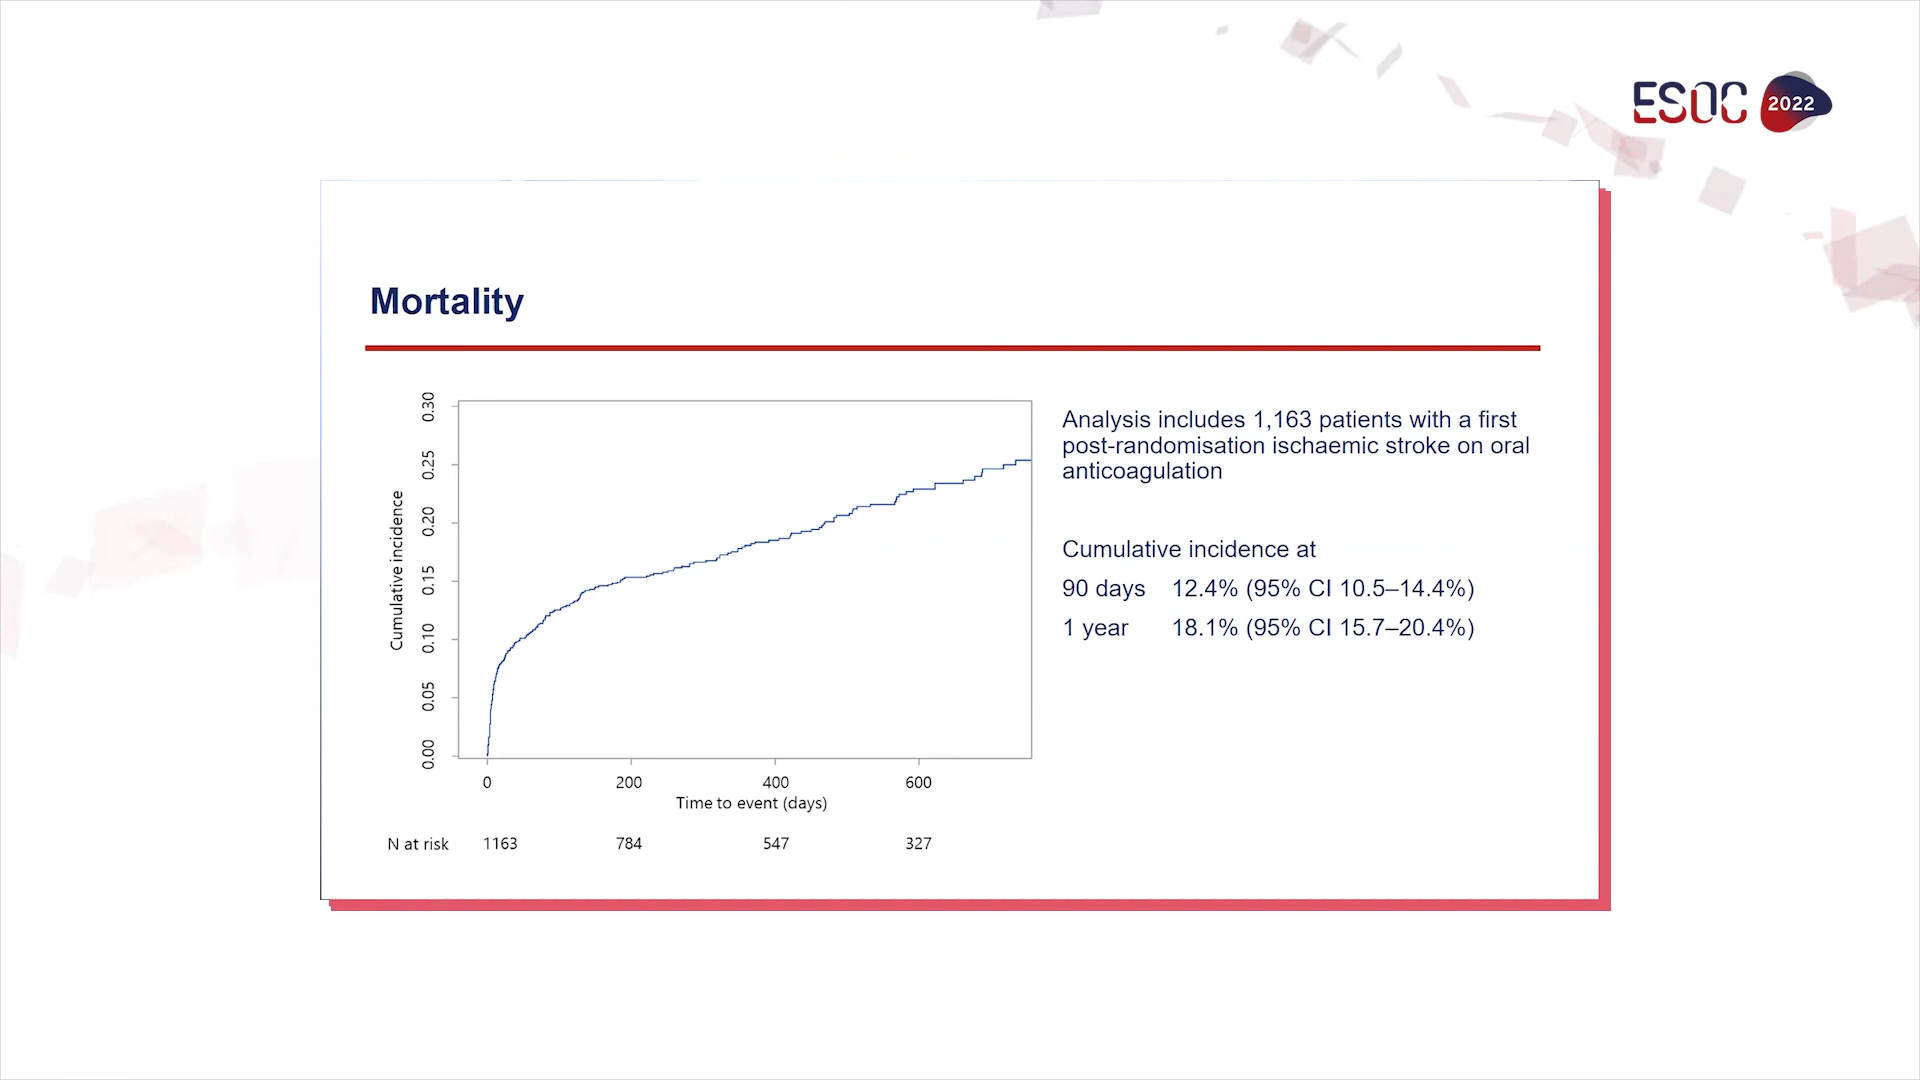 ESOC 2022
Mortality
Analysis includes 1,163 patients with a first
post-randomisation ischaemic stroke on oral
anticoagulation
Cumulative incidence at
90 days 12.4% (95% CI 10.5–14.4%)
1 year 18.1% (95% CI 15.7–20.4%)
Cumulative incidence
0.30
0.25
0.20
0.15
0.10
0.05
0.00
0 200 400 600
Time to event (days)
N at risk 1163 784 547 327